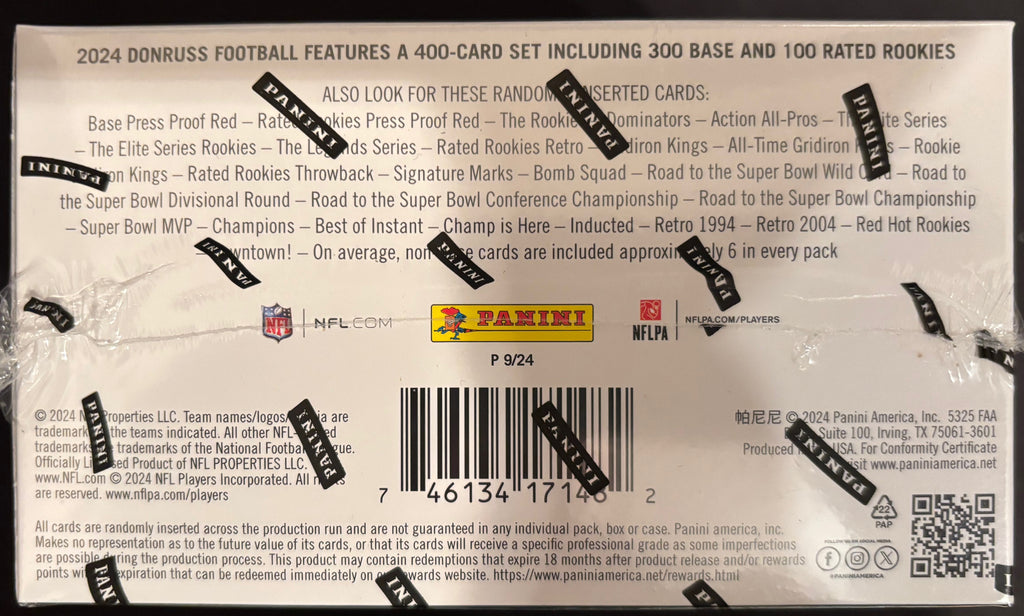 2024 DONRUSS FOOTBALL FEATURES A 400-CARD SET INCLUDING 300 BASE AND 100 RATED ROOKIES
ALSO LOOK FOR THESE RANDOM INSERTED CARDS:
Base Press Proof Red – Rated Rookies Press Proof Red – The Rookie Dominators – Action All-Pros – The Elite Series
– The Elite Series Rookies – The Legends Series – Rated Rookies Retro – Gridiron Kings – All-Time Gridiron Kings – Rookie
Gridiron Kings – Rated Rookies Throwback – Signature Marks – Bomb Squad – Road to the Super Bowl Wild Card – Road to
the Super Bowl Divisional Round – Road to the Super Bowl Conference Championship – Road to the Super Bowl Championship
– Super Bowl MVP – Champions – Best of Instant – Champ is Here – Inducted – Retro 1994 – Retro 2004 – Red Hot Rookies
– Downtown! – On average, non-base cards are included approximately 6 in every pack
NFL NFL.COM PANINI NFLPA NFLPA.COM/PLAYERS
P 9/24
© 2024 NFL Properties LLC. Team names/logos/indicia are
trademarks of the teams indicated. All other NFL-related
trademarks are trademarks of the National Football League.
Officially Licensed Product of NFL PROPERTIES LLC.
www.NFL.com © 2024 NFL Players Incorporated. All rights
are reserved. www.nflpa.com/players
7 46134 17148 2
帕尼尼 © 2024 Panini America, Inc. 5325 FAA
Suite 100, Irving, TX 75061-3601
Produced in USA. For Conformity Certificate
visit www.paniniamerica.net
22
PAP
All cards are randomly inserted across the production run and are not guaranteed in any individual pack, box or case. Panini america, inc.
Makes no representation as to the future value of its cards, or that its cards will receive a specific professional grade as some imperfections
are possible during the production process. This product may contain redemptions that expire 18 months after product release and/or rewards
points with expiration that can be redeemed immediately on rewards website. https://www.paniniamerica.net/rewards.html
FOLLOW US ON SOCIAL MEDIA
@PANINIAMERICA
PANINI
PANINI
PANINI
PANINI
PANINI
PANINI
PANINI
PANINI
PANINI
PANINI
PANINI